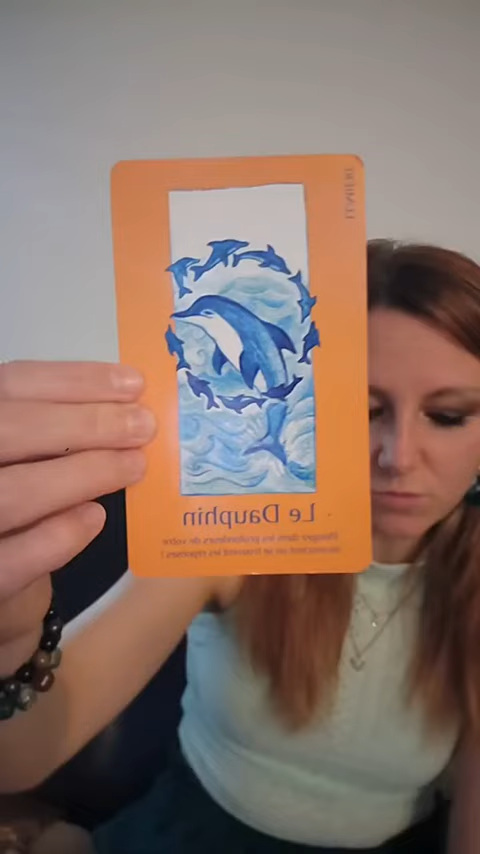 Le Dauphin
Plongez dans les profondeurs de votre
inconscient où se trouvent les réponses !